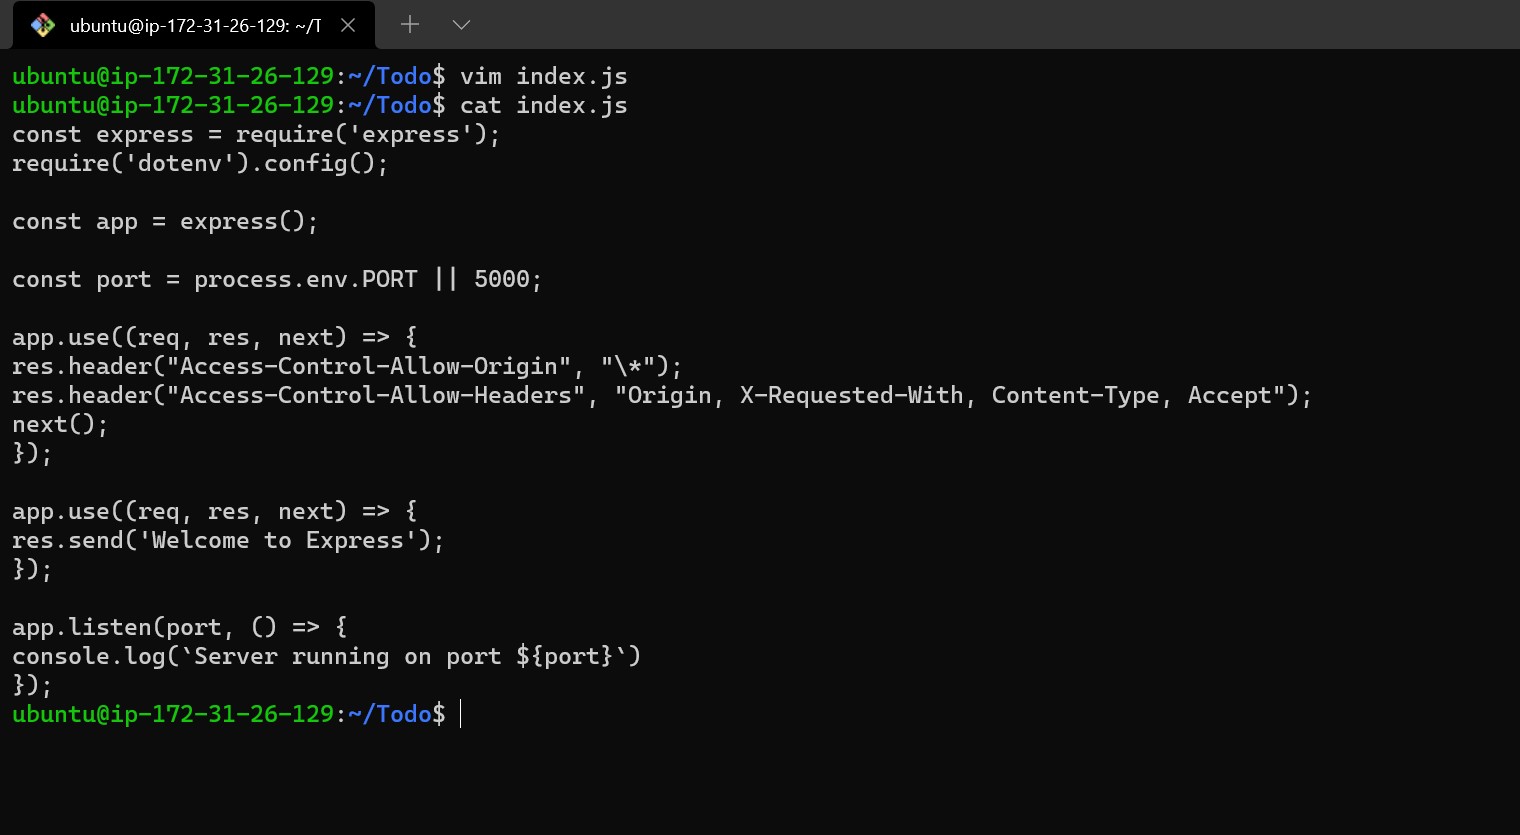 ubuntu@ip-172-31-26-129: ~/T
ubuntu@ip-172-31-26-129:~/Todo$ vim index.js
ubuntu@ip-172-31-26-129:~/Todo$ cat index.js
const express = require('express');
require('dotenv').config();
const app = express();
const port = process.env.PORT || 5000;
app.use((req, res, next) => {
res.header("Access-Control-Allow-Origin", "\*");
res.header("Access-Control-Allow-Headers", "Origin, X-Requested-With, Content-Type, Accept");
next();
});
app.use((req, res, next) => {
res.send('Welcome to Express');
});
app.listen(port, () => {
console.log(`Server running on port ${port}`)
});
ubuntu@ip-172-31-26-129:~/Todo$